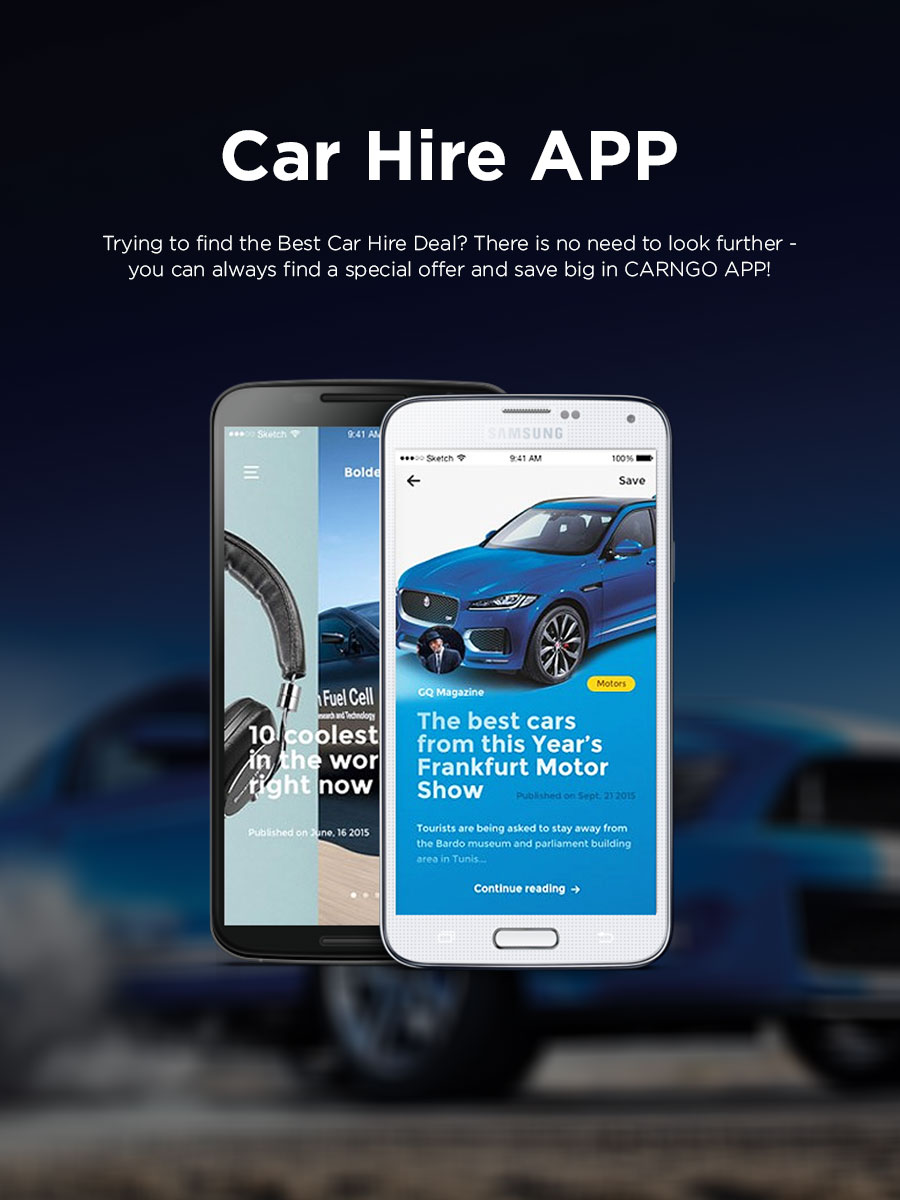 Car Hire APP
Trying to find the Best Car Hire Deal? There is no need to look further -
you can always find a special offer and save big in CARNGO APP!
Sketch
9:41 AM
Bolde
n Fuel Cell
esearch and Technology
10 coolest
in the wor
right now
Published on June, 16 2015
SAMSUNG
Sketch
9:41 AM
100%
Save
GQ Magazine
Motors
The best cars
from this Year’s
Frankfurt Motor
Show
Published on Sept. 21 2015
Tourists are being asked to stay away from
the Bardo museum and parliament building
area in Tunis...
Continue reading →